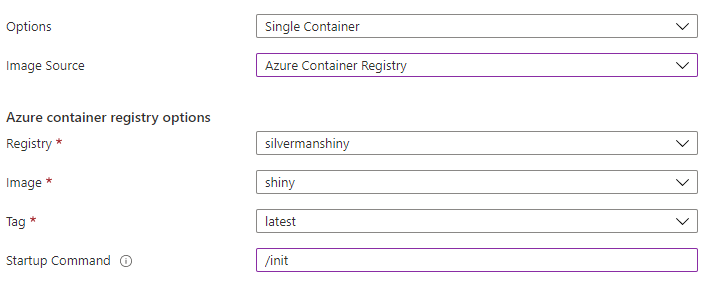 Options Single Container
Image Source Azure Container Registry
Azure container registry options
Registry * silvermanshiny
Image * shiny
Tag * latest
Startup Command /init